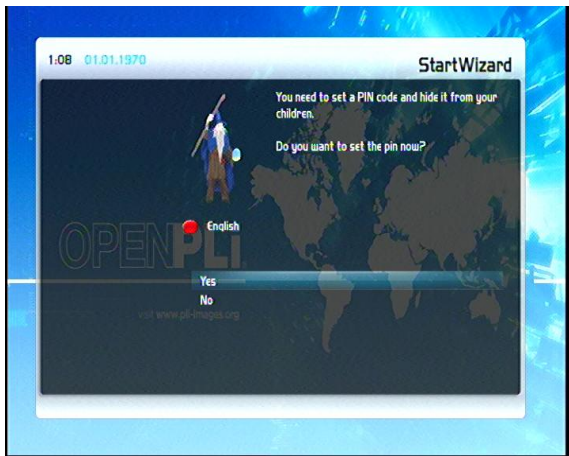 1:08 01.01.1970
StartWizard
You need to set a PIN code and hide it from your
children.
Do you want to set the pin now?
English
OPENPLi
Yes
No
visit www.pli-images.org